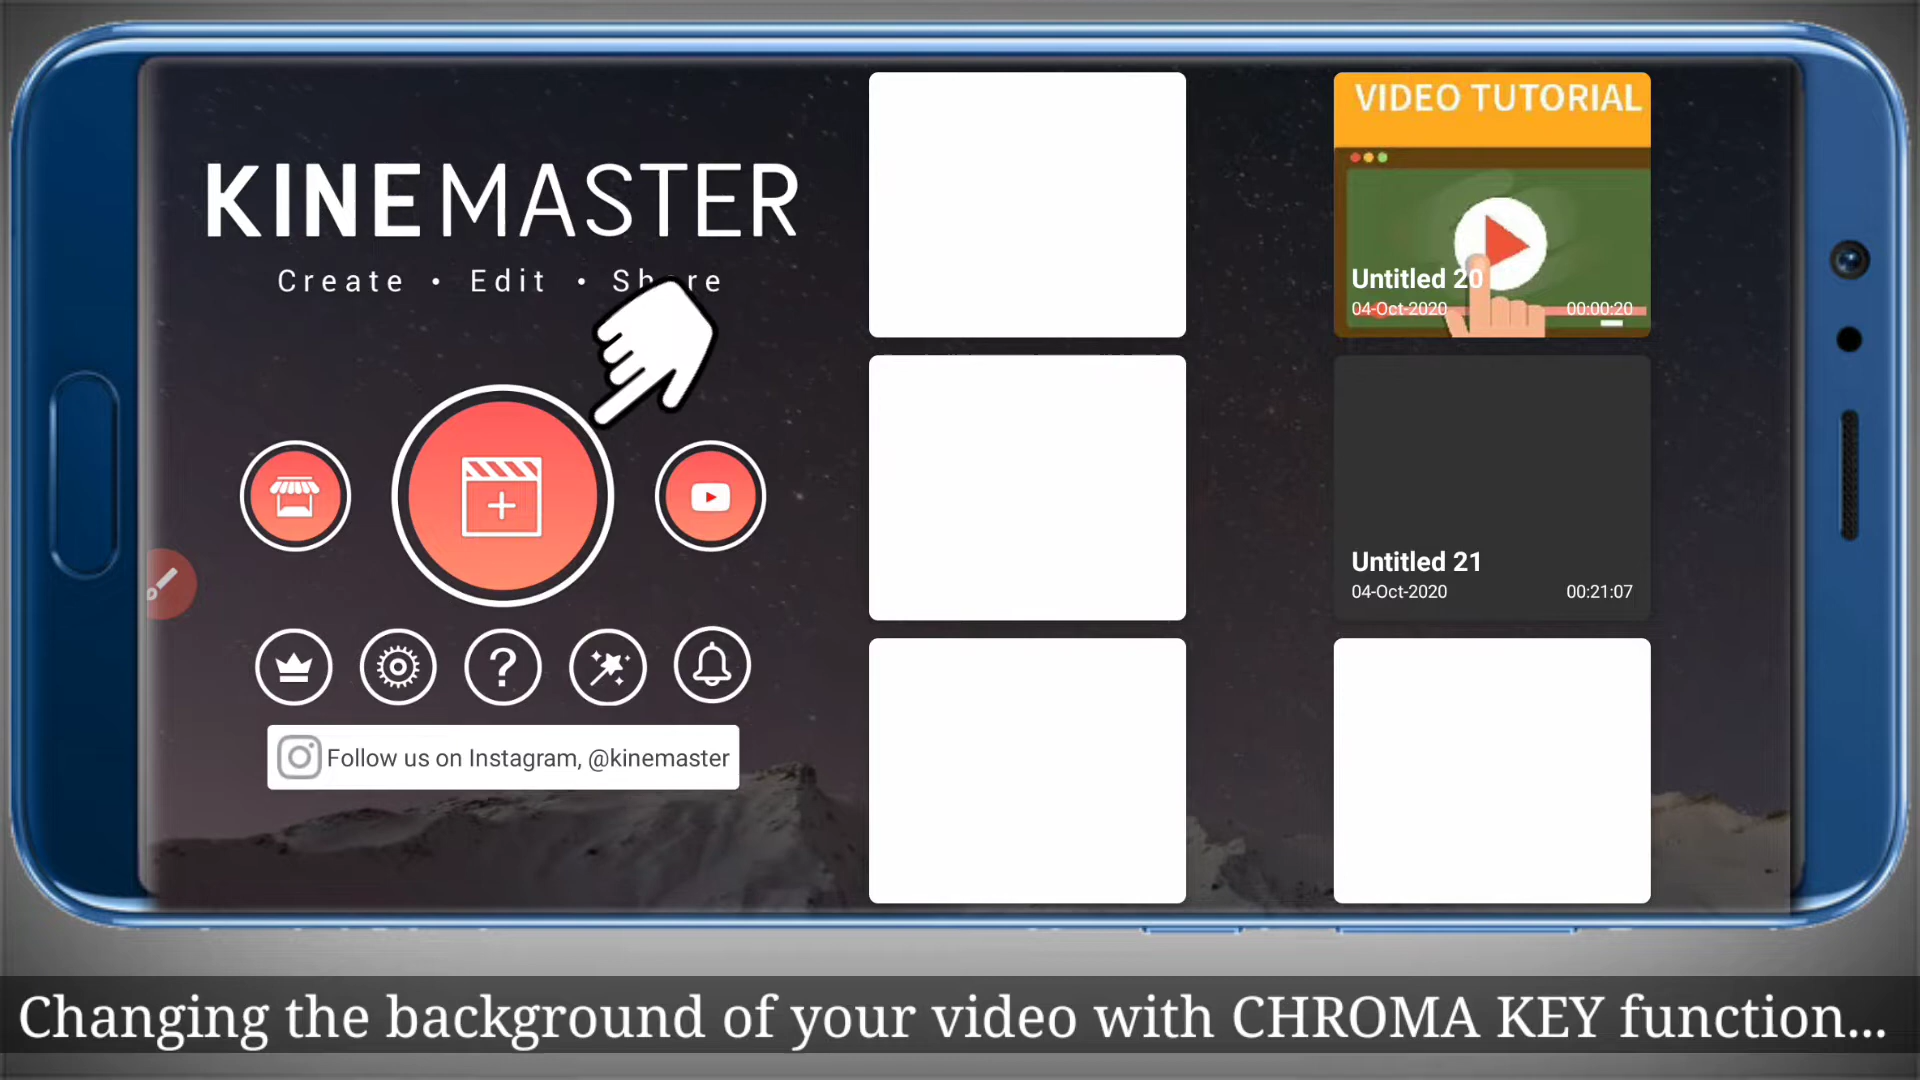 KINEMASTER
Create • Edit • Share
Follow us on Instagram, @kinemaster
VIDEO TUTORIAL
Untitled 20
04-Oct-2020 00:00:20
Untitled 21
04-Oct-2020 00:21:07
Changing the background of your video with CHROMA KEY function...